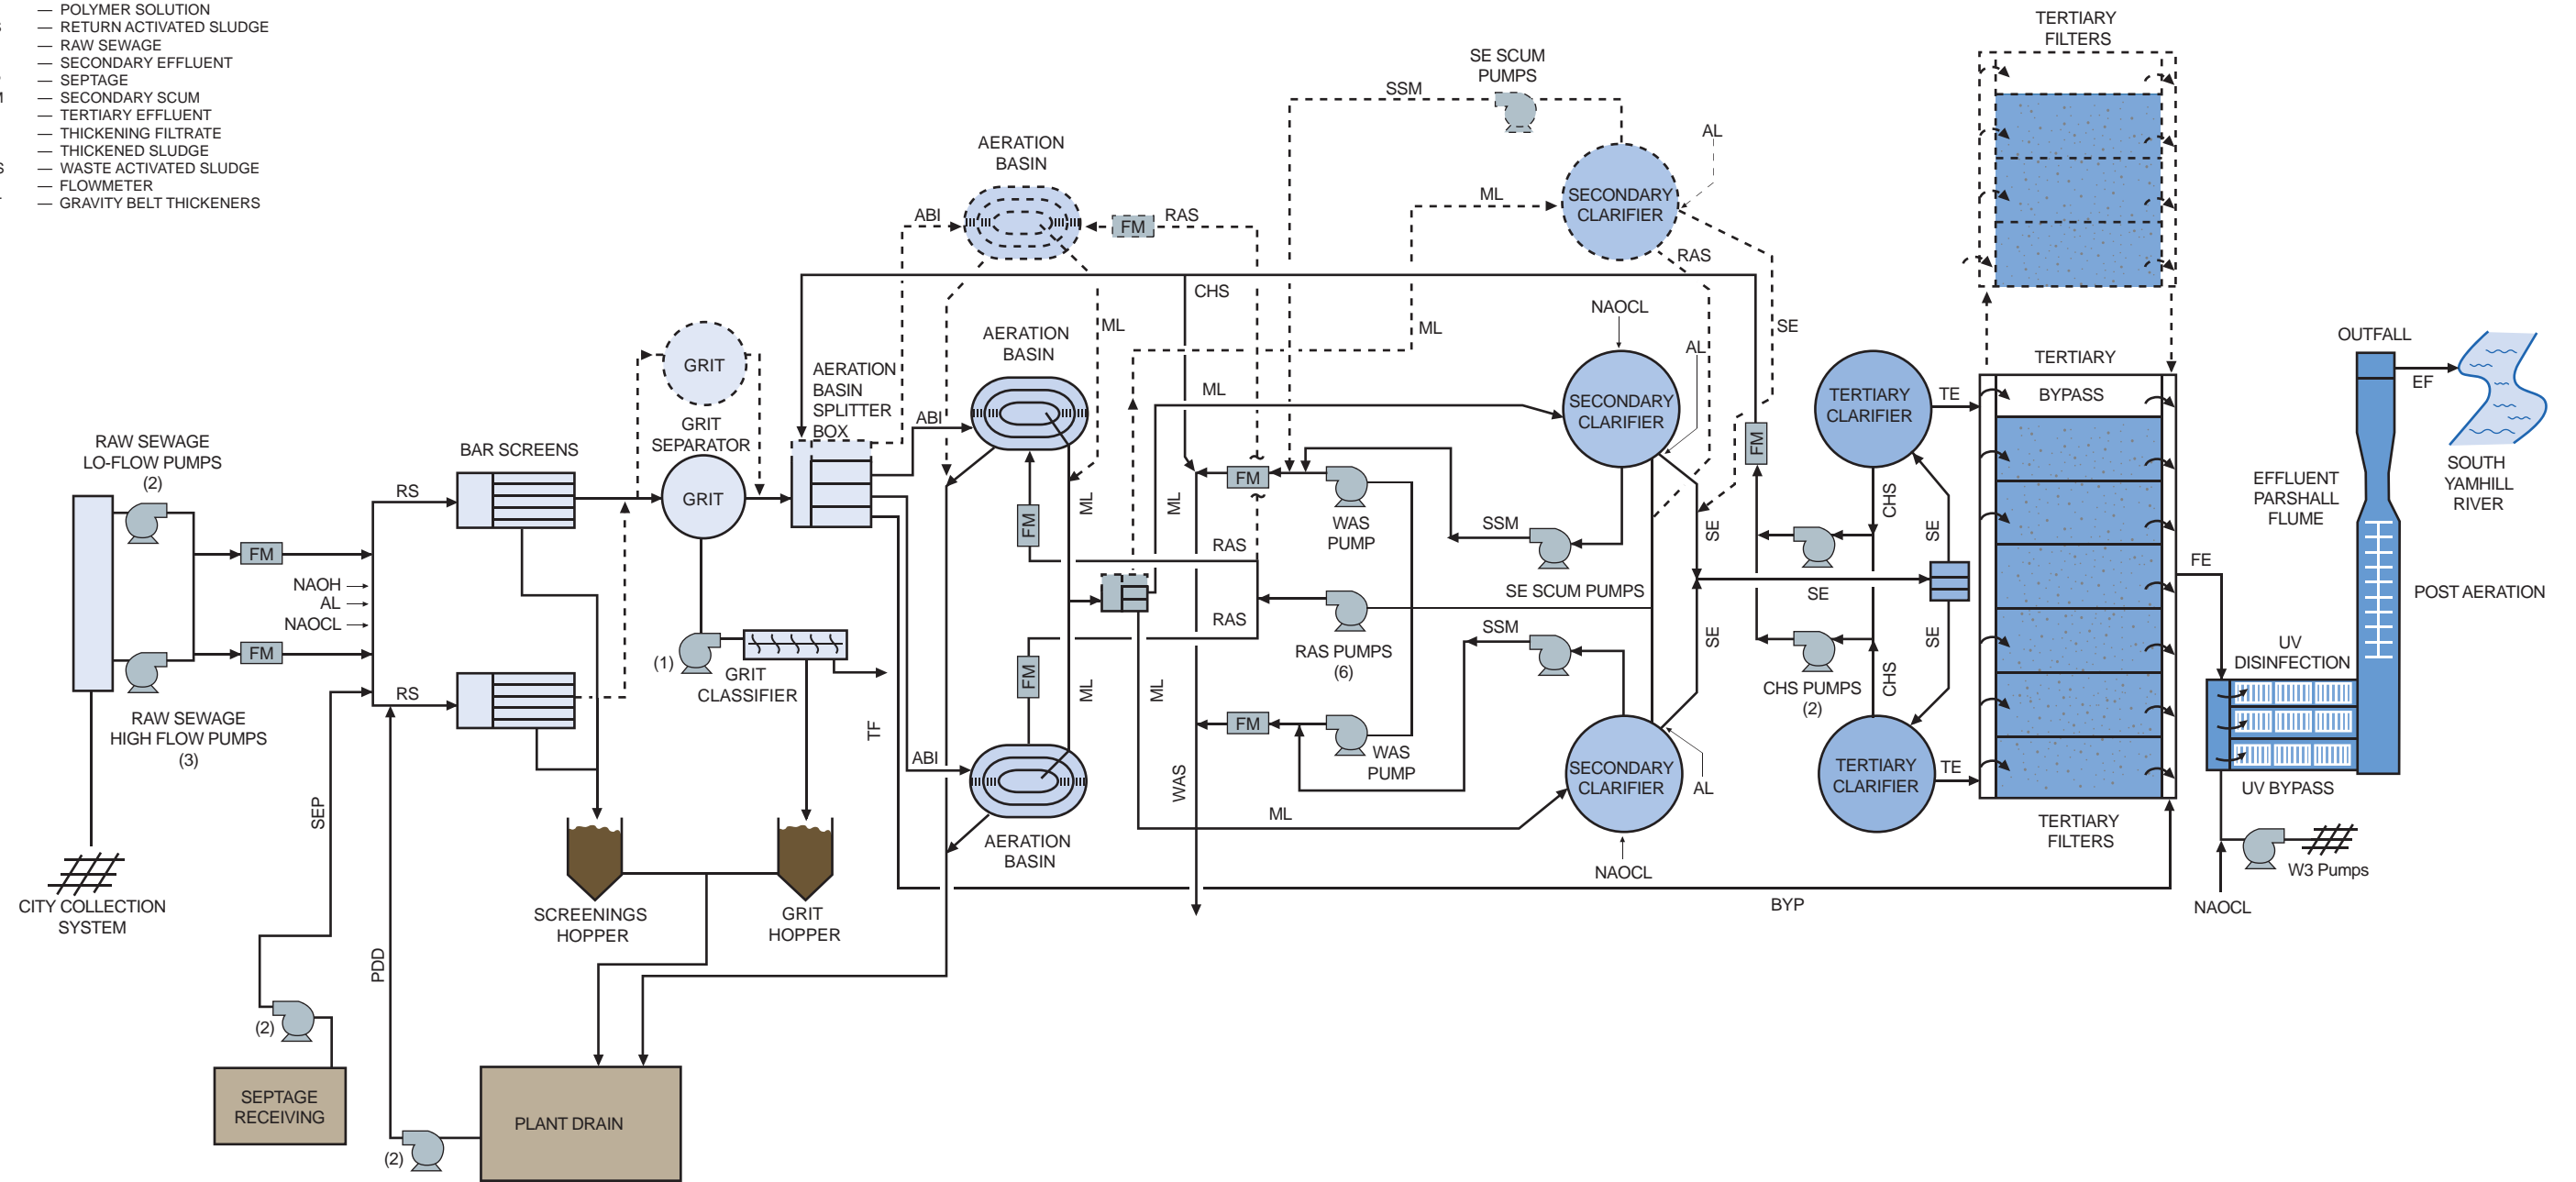 — POLYMER SOLUTION
— RETURN ACTIVATED SLUDGE
— RAW SEWAGE
— SECONDARY EFFLUENT
— SEPTAGE
— SECONDARY SCUM
— TERTIARY EFFLUENT
— THICKENING FILTRATE
— THICKENED SLUDGE
S — WASTE ACTIVATED SLUDGE
— FLOWMETER
— GRAVITY BELT THICKENERS
RAW SEWAGE
LO-FLOW PUMPS
(2)
FM
FM
RAW SEWAGE
HIGH FLOW PUMPS
(3)
CITY COLLECTION
SYSTEM
NAOH
AL
NAOCL
RS
RS
SEP
PDD
(2)
SEPTAGE
RECEIVING
(2)
PLANT DRAIN
BAR SCREENS
GRIT
GRIT
SEPARATOR
GRIT
(1)
GRIT
CLASSIFIER
SCREENINGS
HOPPER
GRIT
HOPPER
AERATION
BASIN
SPLITTER
BOX
TF
ABI
ABI
ABI
AERATION
BASIN
FM
RAS
ML
AERATION
BASIN
FM
FM
ML
ML
AERATION
BASIN
RAS
RAS
ML
CHS
ML
ML
ML
ML
ML
WAS
ML
FM
WAS
PUMP
RAS PUMPS
(6)
FM
WAS
PUMP
SSM
SE SCUM
PUMPS
SECONDARY
CLARIFIER
AL
RAS
SE
NAOCL
SECONDARY
CLARIFIER
AL
SSM
SE SCUM PUMPS
SSM
SECONDARY
CLARIFIER
AL
NAOCL
SE
SE
SE
FM
CHS
CHS
CHS PUMPS
(2)
SE
SE
TERTIARY
CLARIFIER
TERTIARY
CLARIFIER
TE
TE
BYP
TERTIARY
FILTERS
TERTIARY
BYPASS
TERTIARY
FILTERS
FE
UV
DISINFECTION
UV BYPASS
W3 Pumps
NAOCL
EFFLUENT
PARSHALL
FLUME
OUTFALL
EF
SOUTH
YAMHILL
RIVER
POST AERATION